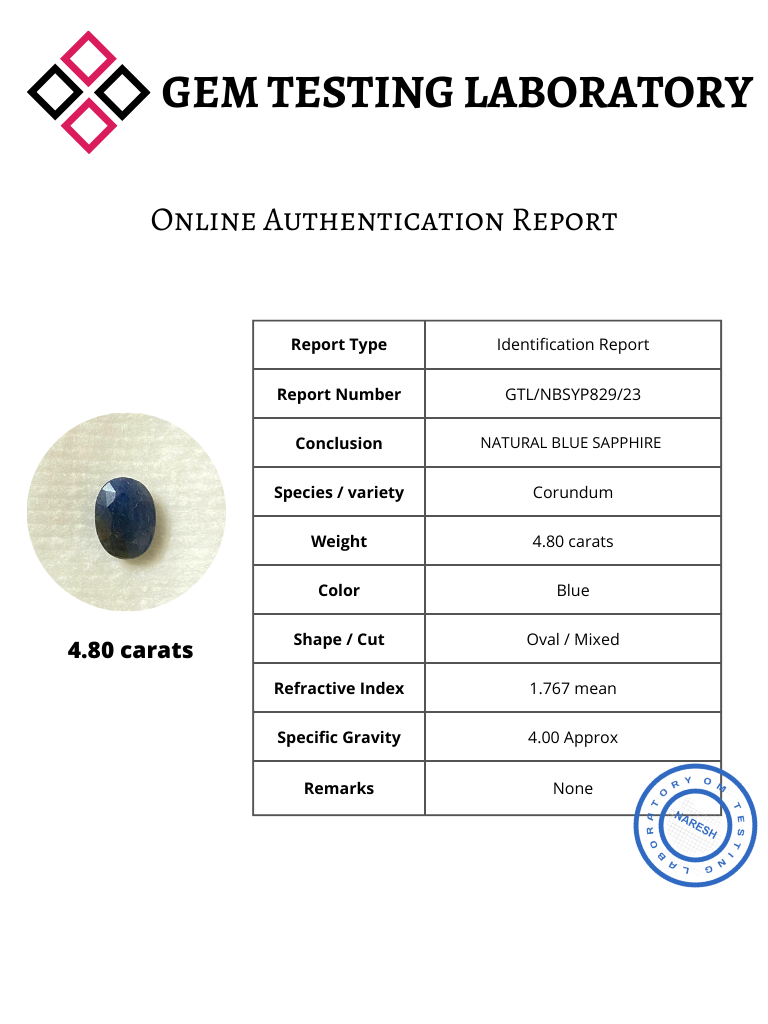 GEM TESTING LABORATORY
Online Authentication Report
Report Type Identification Report
Report Number GTL/NBSYP829/23
Conclusion NATURAL BLUE SAPPHIRE
Species / variety Corundum
Weight 4.80 carats
Color Blue
Shape / Cut Oval / Mixed
Refractive Index 1.767 mean
Specific Gravity 4.00 Approx
Remarks None
4.80 carats
OM TESTING LABORATORY
NARESH